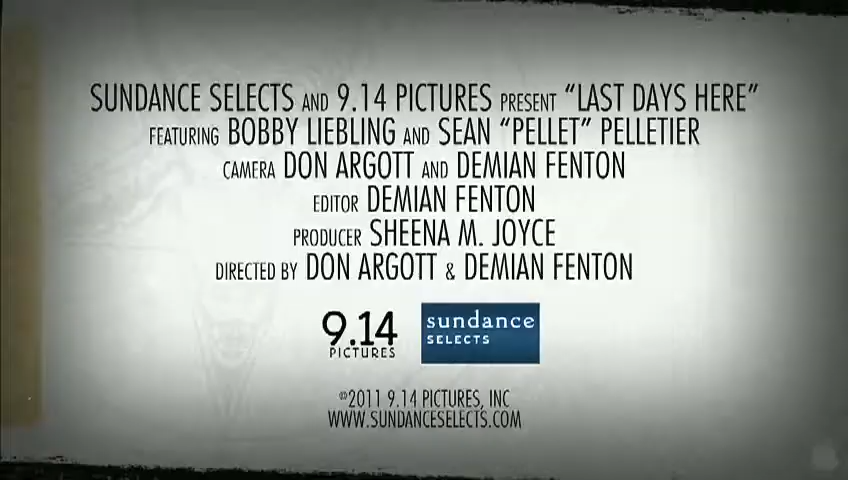 SUNDANCE SELECTS AND 9.14 PICTURES PRESENT “LAST DAYS HERE”
FEATURING BOBBY LIEBLING AND SEAN “PELLET” PELLETIER
CAMERA DON ARGOTT AND DEMIAN FENTON
EDITOR DEMIAN FENTON
PRODUCER SHEENA M. JOYCE
DIRECTED BY DON ARGOTT & DEMIAN FENTON
9.14
PICTURES
sundance
SELECTS
©2011 9.14 PICTURES, INC
WWW.SUNDANCESELECTS.COM